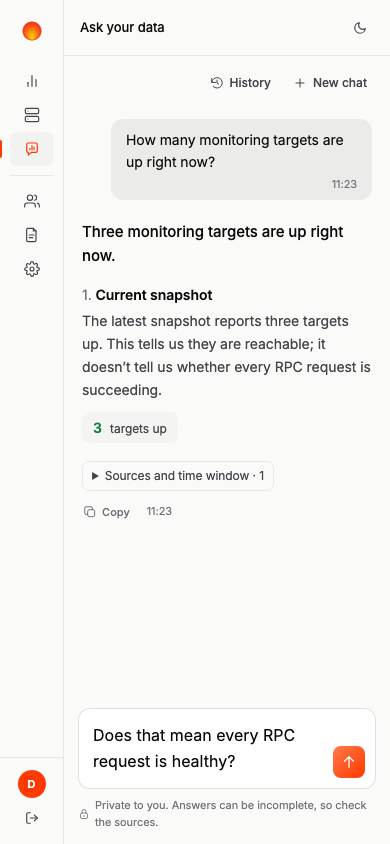 Ask your data
History
New chat
How many monitoring targets are
up right now?
11:23
Three monitoring targets are up right
now.
1. Current snapshot
The latest snapshot reports three targets
up. This tells us they are reachable; it
doesn’t tell us whether every RPC request is
succeeding.
3 targets up
Sources and time window · 1
Copy 11:23
Does that mean every RPC
request is healthy?
D
Private to you. Answers can be incomplete, so check
the sources.